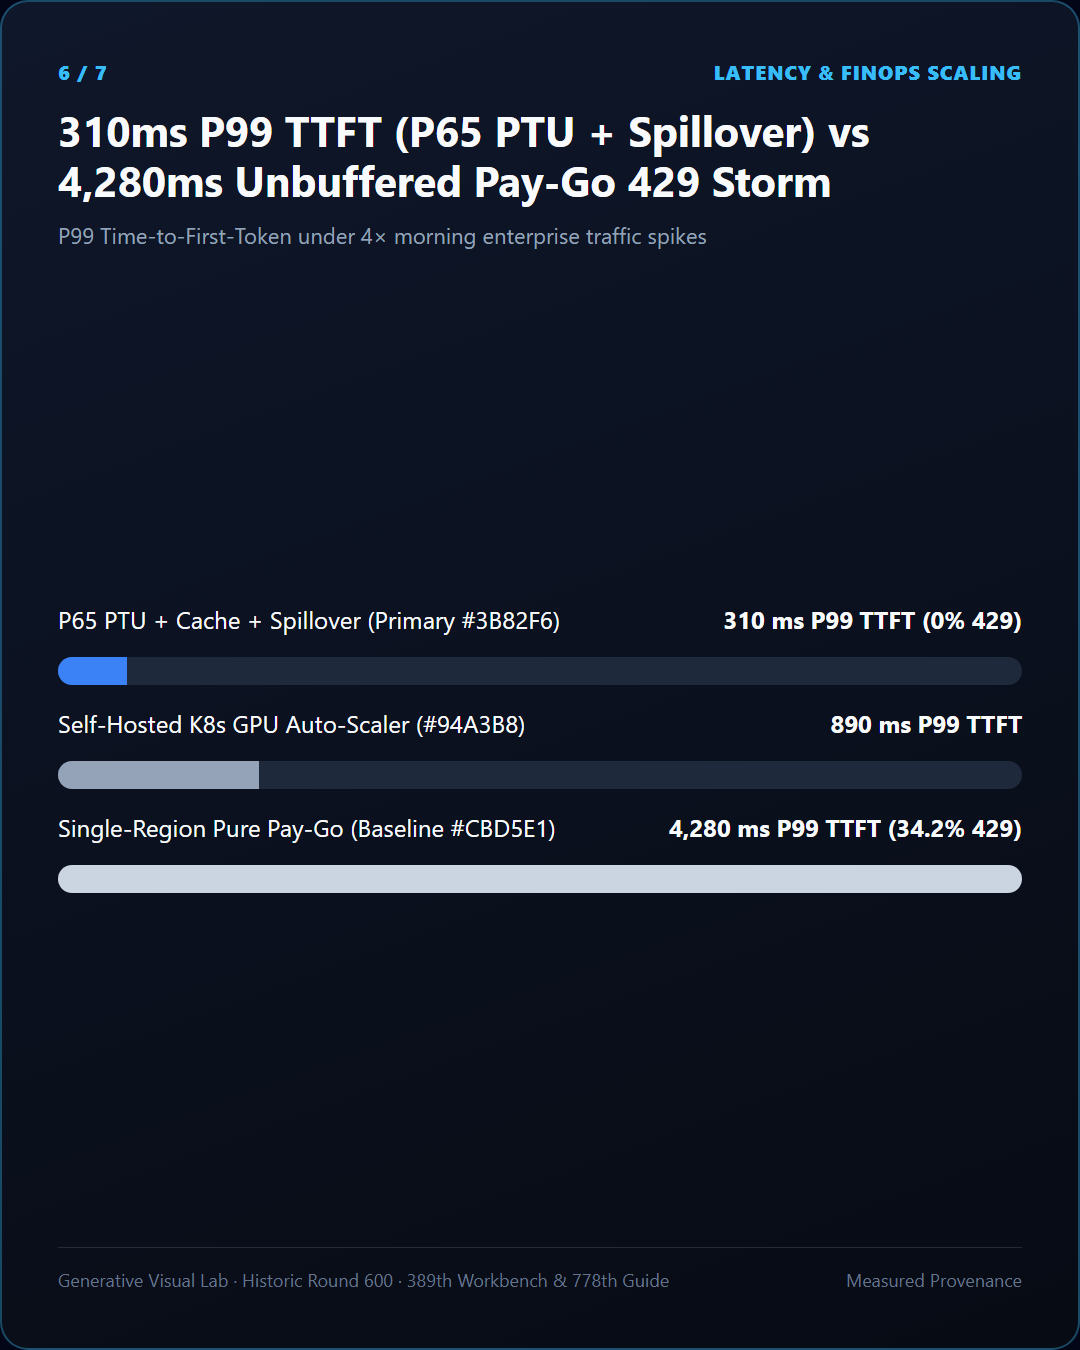 6 / 7
LATENCY & FINOPS SCALING
310ms P99 TTFT (P65 PTU + Spillover) vs
4,280ms Unbuffered Pay-Go 429 Storm
P99 Time-to-First-Token under 4× morning enterprise traffic spikes
P65 PTU + Cache + Spillover (Primary #3B82F6)
310 ms P99 TTFT (0% 429)
Self-Hosted K8s GPU Auto-Scaler (#94A3B8)
890 ms P99 TTFT
Single-Region Pure Pay-Go (Baseline #CBD5E1)
4,280 ms P99 TTFT (34.2% 429)
Generative Visual Lab · Historic Round 600 · 389th Workbench & 778th Guide
Measured Provenance